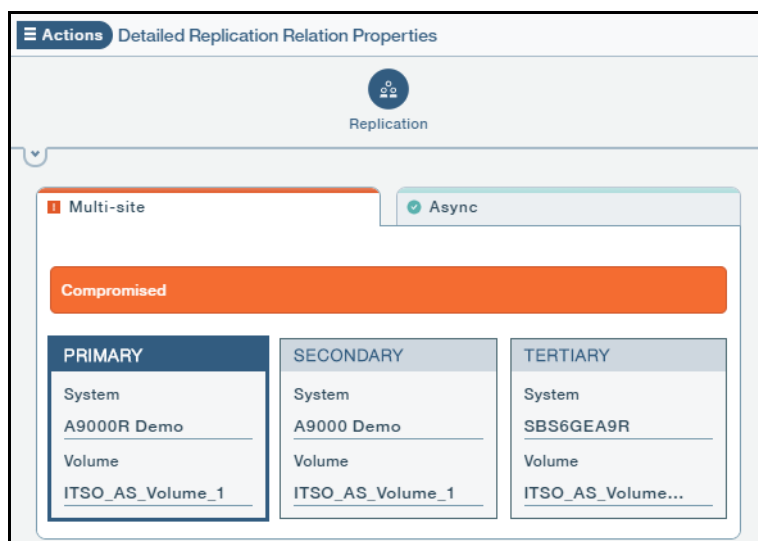 Actions Detailed Replication Relation Properties
Replication
Multi-site Async
Compromised
PRIMARY SECONDARY TERTIARY
System System System
A9000R Demo A9000 Demo SBS6GEA9R
Volume Volume Volume
ITSO_AS_Volume_1 ITSO_AS_Volume_1 ITSO_AS_Volume...